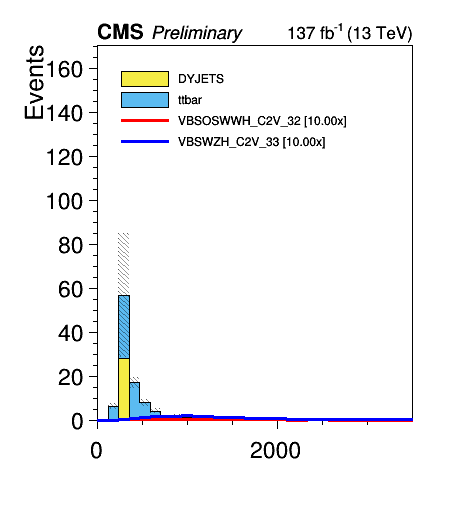 CMS Preliminary 137 fb⁻¹ (13 TeV)
Events
160
140
120
100
80
60
40
20
0
DYJETS
ttbar
VBSOSWWH_C2V_32 [10.00x]
VBSWZH_C2V_33 [10.00x]
0 2000